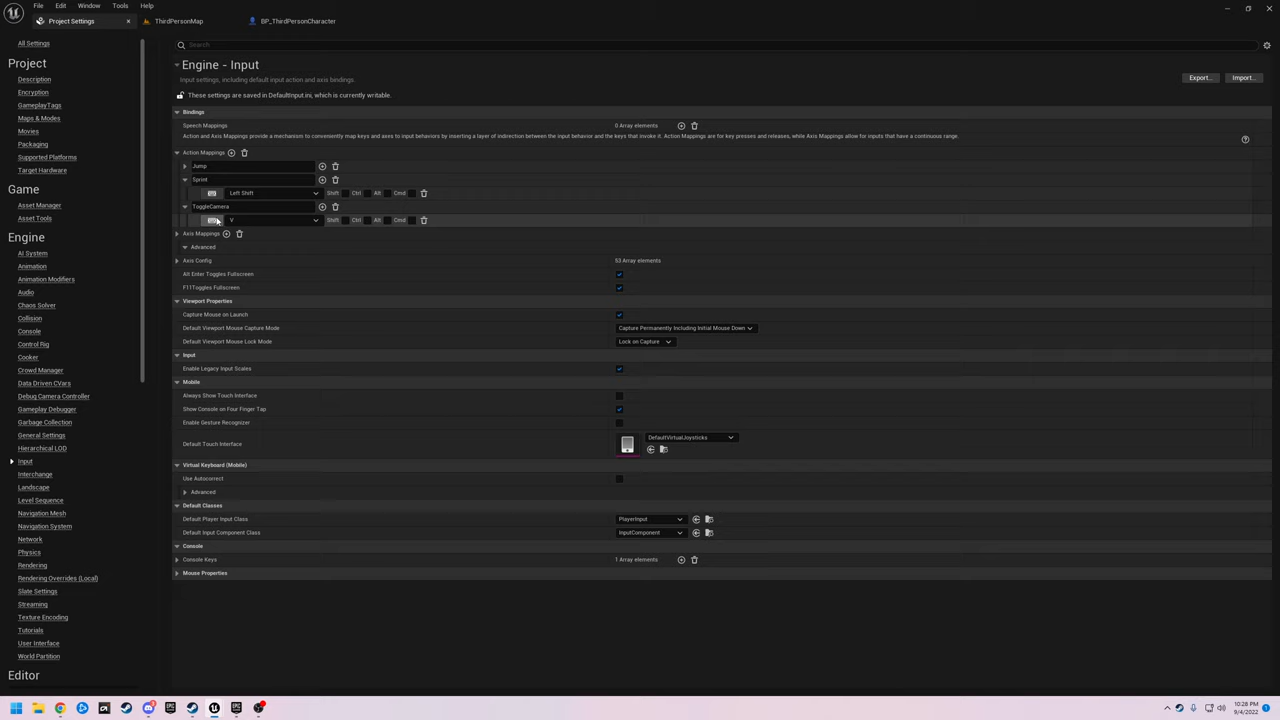 File Edit Window Tools Help
Project Settings ThirdPersonMap BP_ThirdPersonCharacter
All Settings
Project
Description
Encryption
GameplayTags
Maps & Modes
Movies
Packaging
Supported Platforms
Target Hardware
Game
Asset Manager
Asset Tools
Engine
AI System
Animation
Animation Modifiers
Audio
Chaos Solver
Collision
Console
Control Rig
Cooker
Crowd Manager
Data Driven CVars
Debug Camera Controller
Gameplay Debugger
Garbage Collection
General Settings
Hierarchical LOD
Input
Interchange
Landscape
Level Sequence
Navigation Mesh
Navigation System
Network
Physics
Rendering
Rendering Overrides (Local)
Slate Settings
Streaming
Texture Encoding
Tutorials
User Interface
World Partition
Editor
Search
Engine - Input
Input settings, including default input action and axis bindings.
Export... Import...
These settings are saved in DefaultInput.ini, which is currently writable.
Bindings
Speech Mappings 0 Array elements
Action and Axis Mappings provide a mechanism to conveniently map keys and axes to input behaviors by inserting a layer of indirection between the input behavior and the keys that invoke it. Action Mappings are for key presses and releases, while Axis Mappings allow for inputs that have a continuous range.
Action Mappings
Jump
Sprint
Left Shift Shift Ctrl Alt Cmd
ToggleCamera
V Shift Ctrl Alt Cmd
Axis Mappings
Advanced
Axis Config 53 Array elements
Alt Enter Toggles Fullscreen
F11Toggles Fullscreen
Viewport Properties
Capture Mouse on Launch
Default Viewport Mouse Capture Mode Capture Permanently Including Initial Mouse Down
Default Viewport Mouse Lock Mode Lock on Capture
Input
Enable Legacy Input Scales
Mobile
Always Show Touch Interface
Show Console on Four Finger Tap
Enable Gesture Recognizer
Default Touch Interface DefaultVirtualJoysticks
Virtual Keyboard (Mobile)
Use Autocorrect
Advanced
Default Classes
Default Player Input Class PlayerInput
Default Input Component Class InputComponent
Console
Console Keys 1 Array elements
Mouse Properties
10:28 PM
9/4/2022